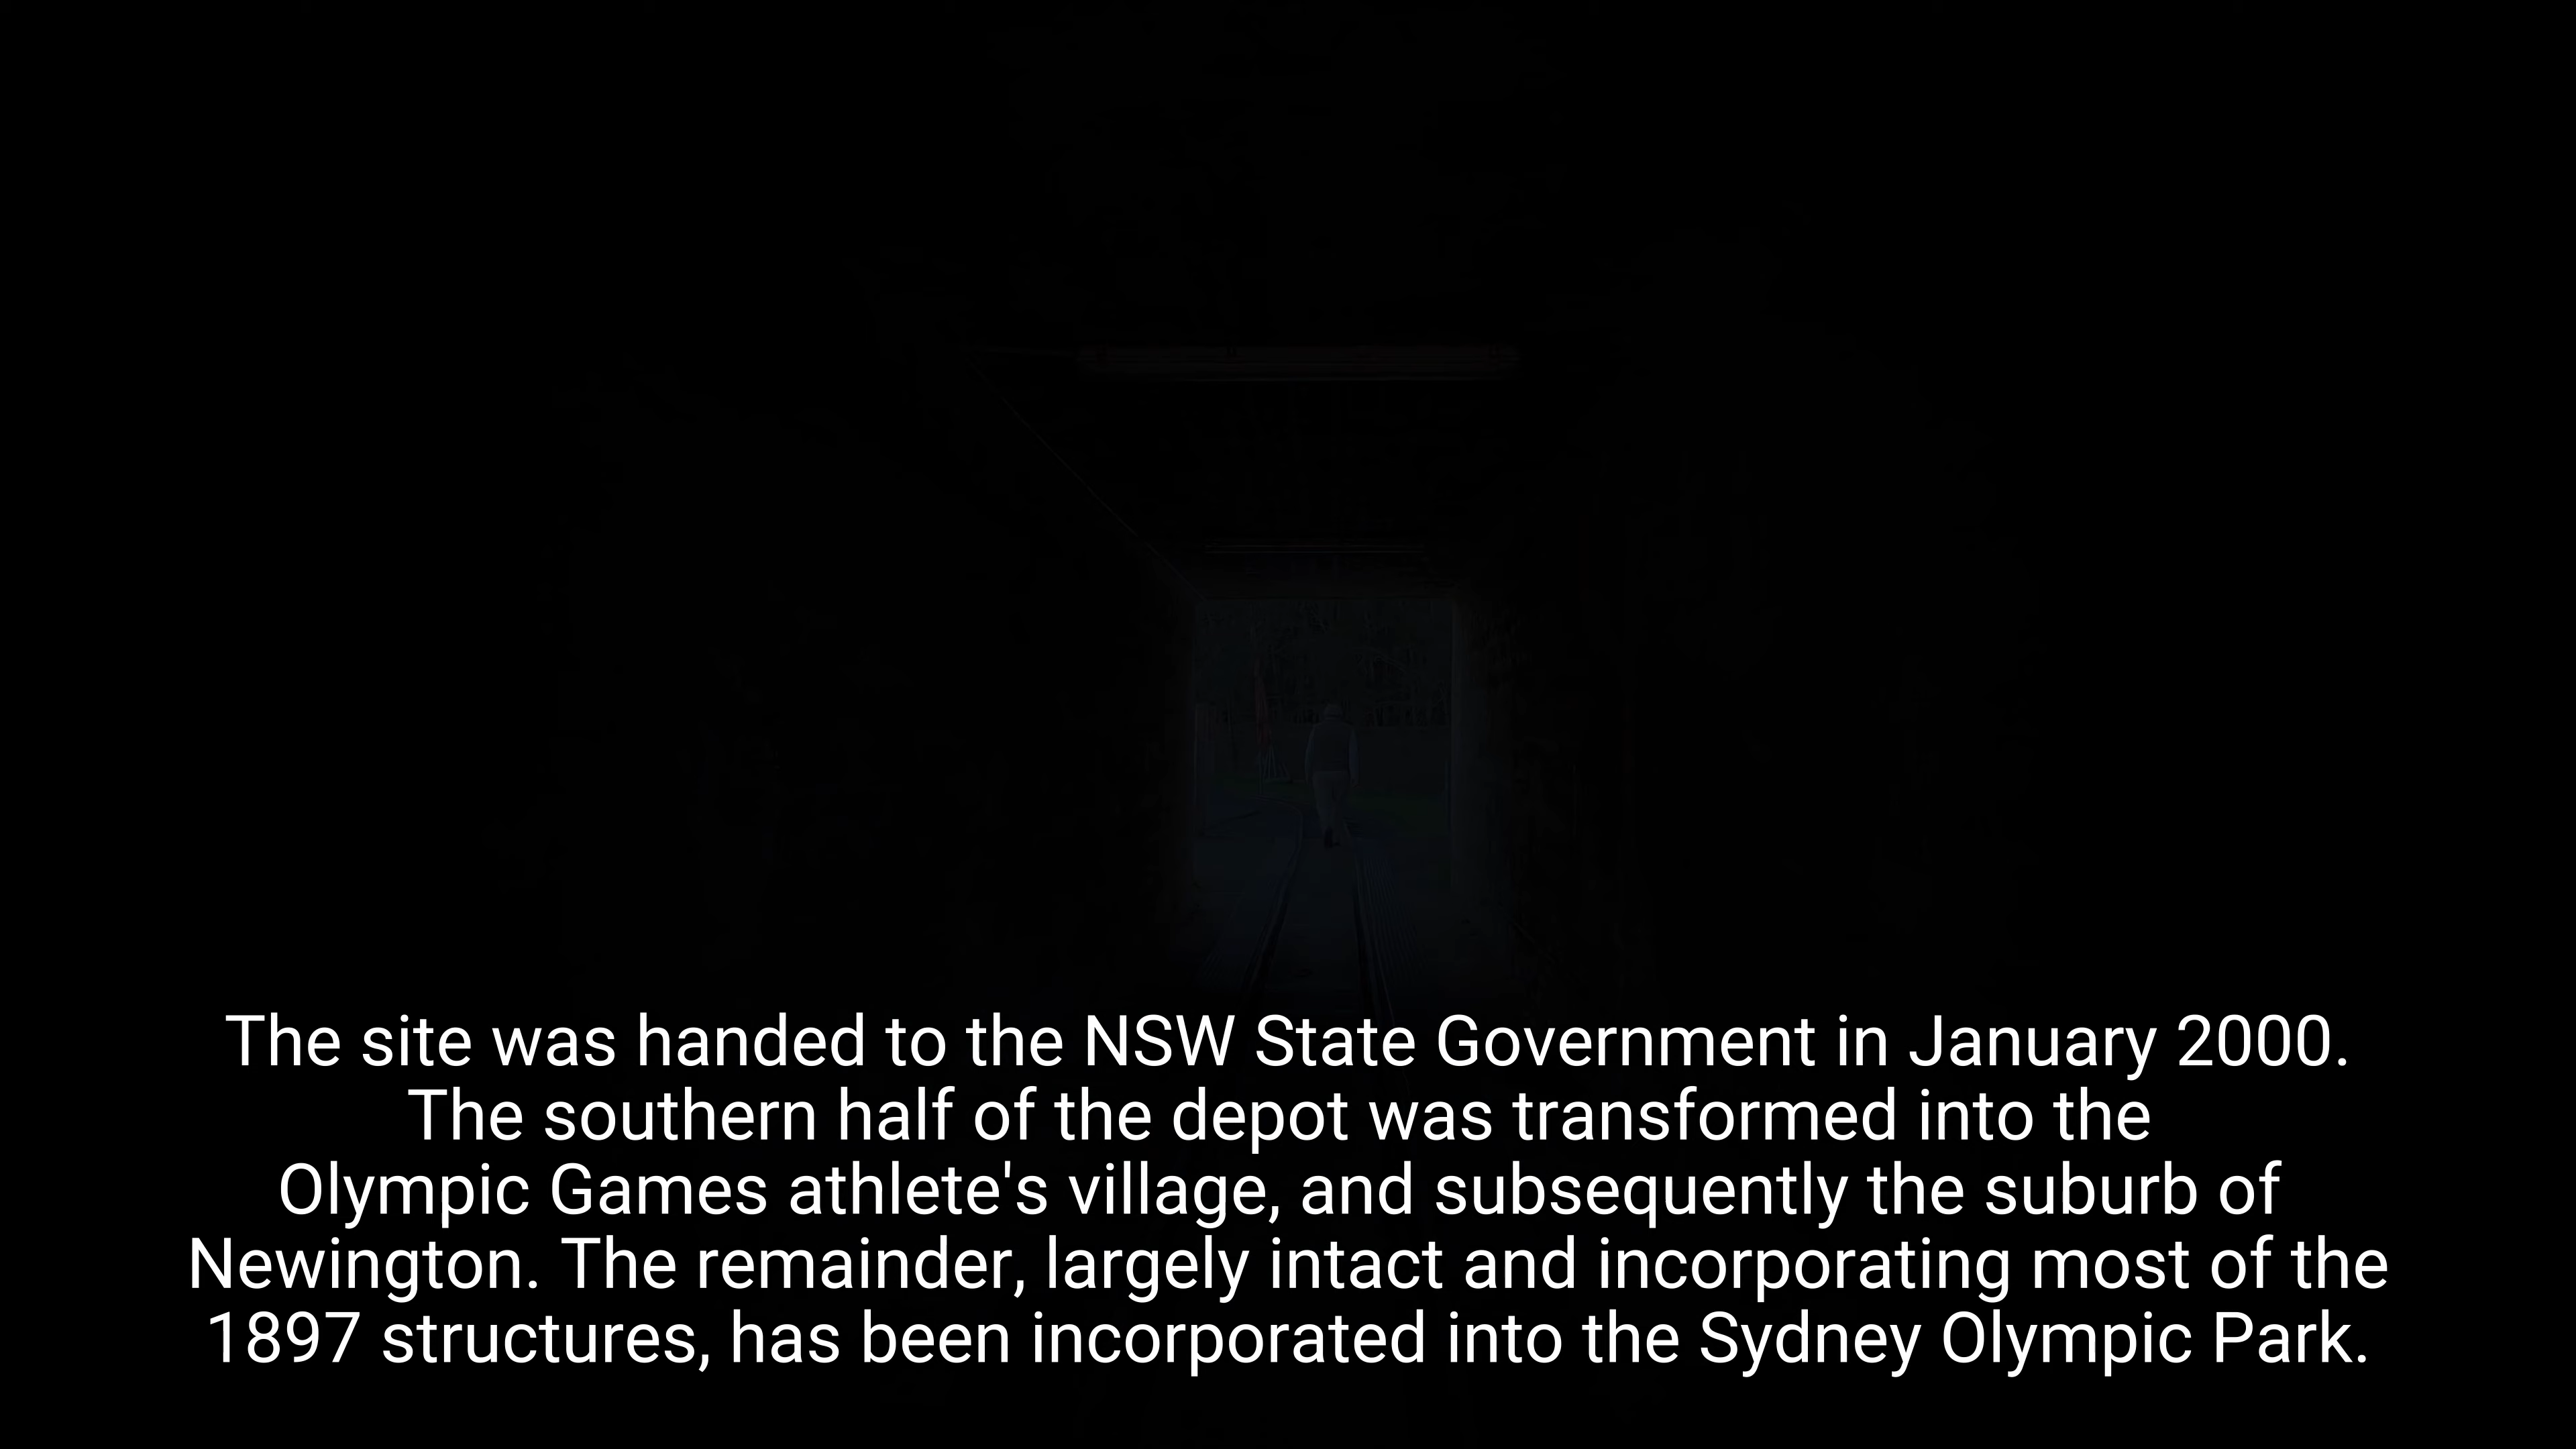 The site was handed to the NSW State Government in January 2000.
The southern half of the depot was transformed into the
Olympic Games athlete's village, and subsequently the suburb of
Newington. The remainder, largely intact and incorporating most of the
1897 structures, has been incorporated into the Sydney Olympic Park.